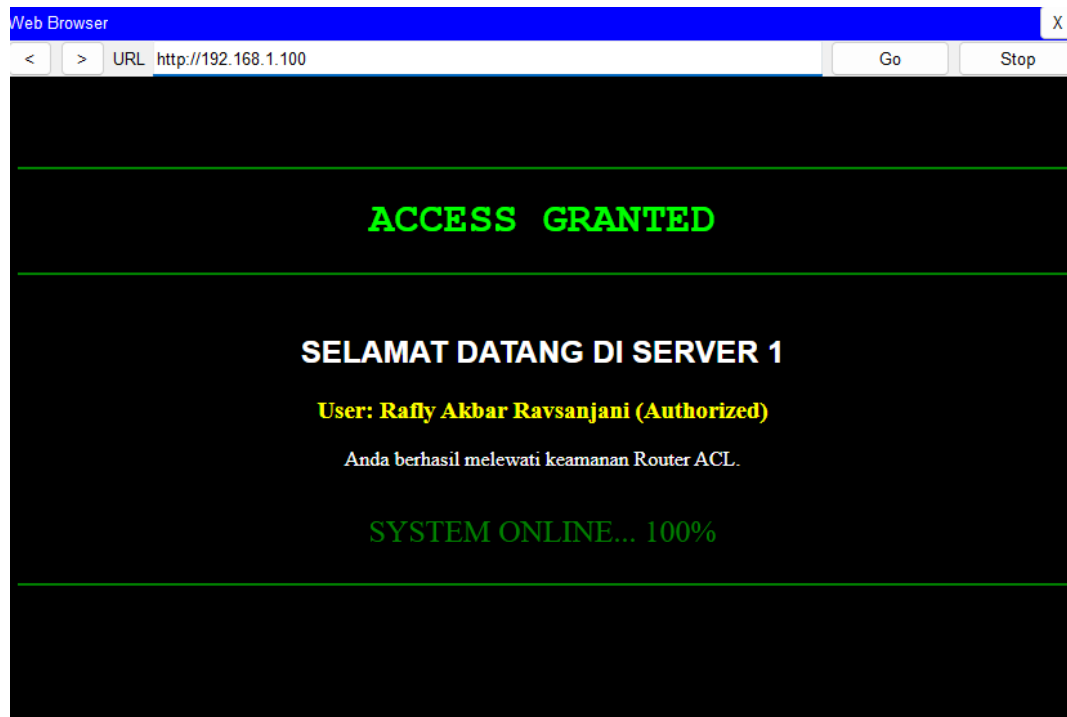 Web Browser
X
< > URL http://192.168.1.100 Go Stop
ACCESS GRANTED
SELAMAT DATANG DI SERVER 1
User: Rafly Akbar Ravsanjani (Authorized)
Anda berhasil melewati keamanan Router ACL.
SYSTEM ONLINE... 100%